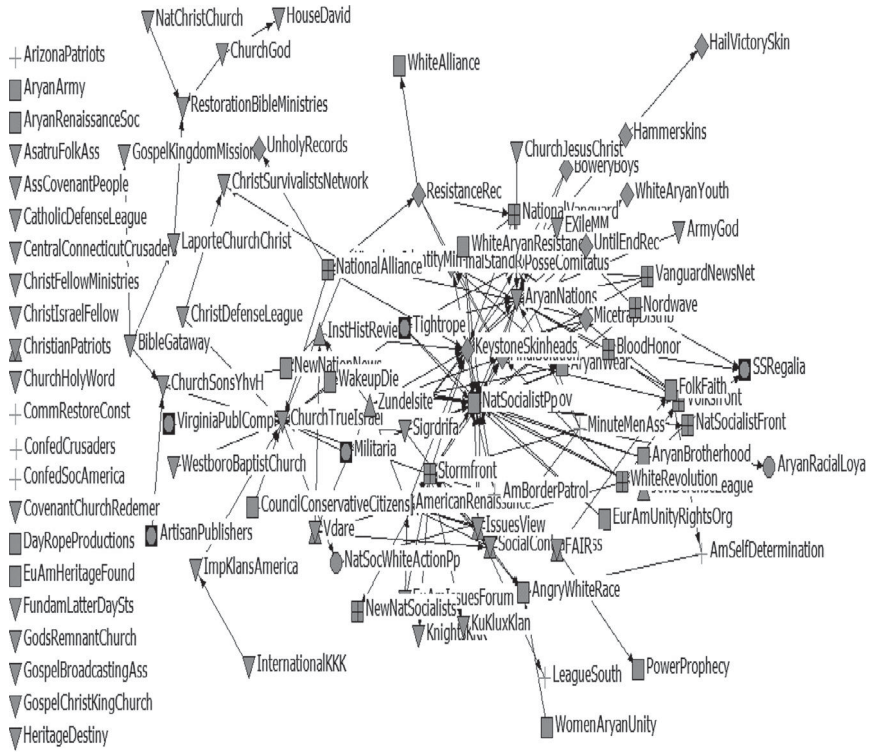 NatChristChurch
HouseDavid
ChurchGod
ArizonaPatriots
WhiteAlliance
HailVictorySkin
AryanArmy
RestorationBibleMinistries
AryanRenaissanceSoc
Hammerskins
AsatruFolkAss
GospelKingdomMission
UnholyRecords
ChurchJesusChrist
BoweryBoys
AssCovenantPeople
ChristSurvivalistsNetwork
ResistanceRec
WhiteAryanYouth
CatholicDefenseLeague
NationalVanguard
EXileMM
ArmyGod
CentralConnecticutCrusaders
LaporteChurchChrist
WhiteAryanResistance
UntilEndRec
ChristFellowMinistries
NationalAlliance
PosseComitatus
VanguardNewsNet
AryanNations
ChristIsraelFellow
ChristDefenseLeague
Nordwave
ChristianPatriots
BibleGataway
InstHistRevie
Tightrope
KeystoneSkinheads
BloodHonor
SSRegalia
ChurchHolyWord
ChurchSonsYhvH
NewNationNews
WakeupDie
AryanWear
FolkFaith
CommRestoreConst
VirginiaPublComp
ChurchTrueIsrael
Zundelsite
NatSocialistPp
Sigrdrifa
MinuteMenAss
NatSocialistFront
ConfedCrusaders
WestboroBaptistChurch
Militaria
AryanBrotherhood
AryanRacialLoya
ConfedSocAmerica
Stormfront
WhiteRevolution
CovenantChurchRedemer
CouncilConservativeCitizens
AmericanRenaissance
AmBorderPatrol
DayRopeProductions
ArtisanPublishers
Vdare
IssuesView
EurAmUnityRightsOrg
EuAmHeritageFound
ImpKlansAmerica
NatSocWhiteActionPp
FAIR
AmSelfDetermination
FundamLatterDaySts
NewNatSocialists
AngryWhiteRace
GodsRemnantChurch
KuKluxKlan
GospelBroadcastingAss
InternationalKKK
LeagueSouth
PowerProphecy
GospelChristKingChurch
HeritageDestiny
WomenAryanUnity